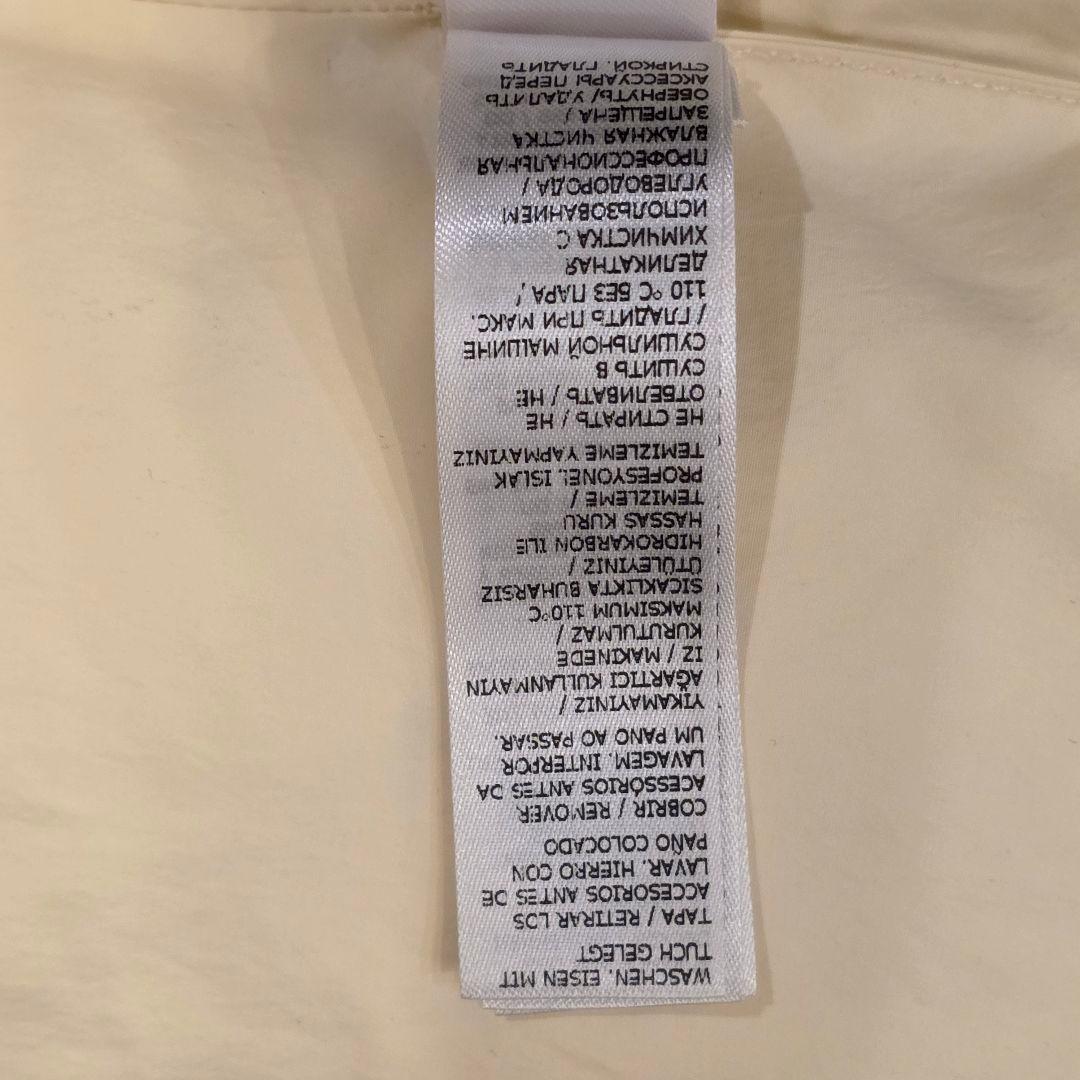 WASCHEN. EISEN MIT
TUCH GELEGT
TAPA / RETIRAR LOS
ACCESORIOS ANTES DE
LAVAR. HIERRO CON
PAÑO COLOCADO
COBRIR / REMOVER
ACESSÓRIOS ANTES DA
LAVAGEM. INTERPOR
UM PANO AO PASSAR.
YIKAMAYINIZ /
AĞARTICI KULLANMAYIN
IZ / MAKINEDE
KURUTULMAZ /
MAKSIMUM 110°C
SICAKLIKTA BUHARSIZ
ÜTÜLEYINIZ /
HIDROKARBON ILE
HASSAS KURU
TEMIZLEME /
PROFESYONEL ISLAK
TEMIZLEME YAPMAYINIZ
НЕ СТИРАТЬ / НЕ
ОТБЕЛИВАТЬ / НЕ
СУШИТЬ В
СУШИЛЬНОЙ МАШИНЕ
/ ГЛАДИТЬ ПРИ МАКС.
110 °C БЕЗ ПАРА /
ДЕЛИКАТНАЯ
ХИМЧИСТКА С
ИСПОЛЬЗОВАНИЕМ
УГЛЕВОДОРОДА /
ПРОФЕССИОНАЛЬНАЯ
ВЛАЖНАЯ ЧИСТКА
ЗАПРЕЩЕНА /
ОБЕРНУТЬ/ УДАЛИТЬ
АКСЕССУАРЫ ПЕРЕД
СТИРКОЙ. ГЛАДИТЬ